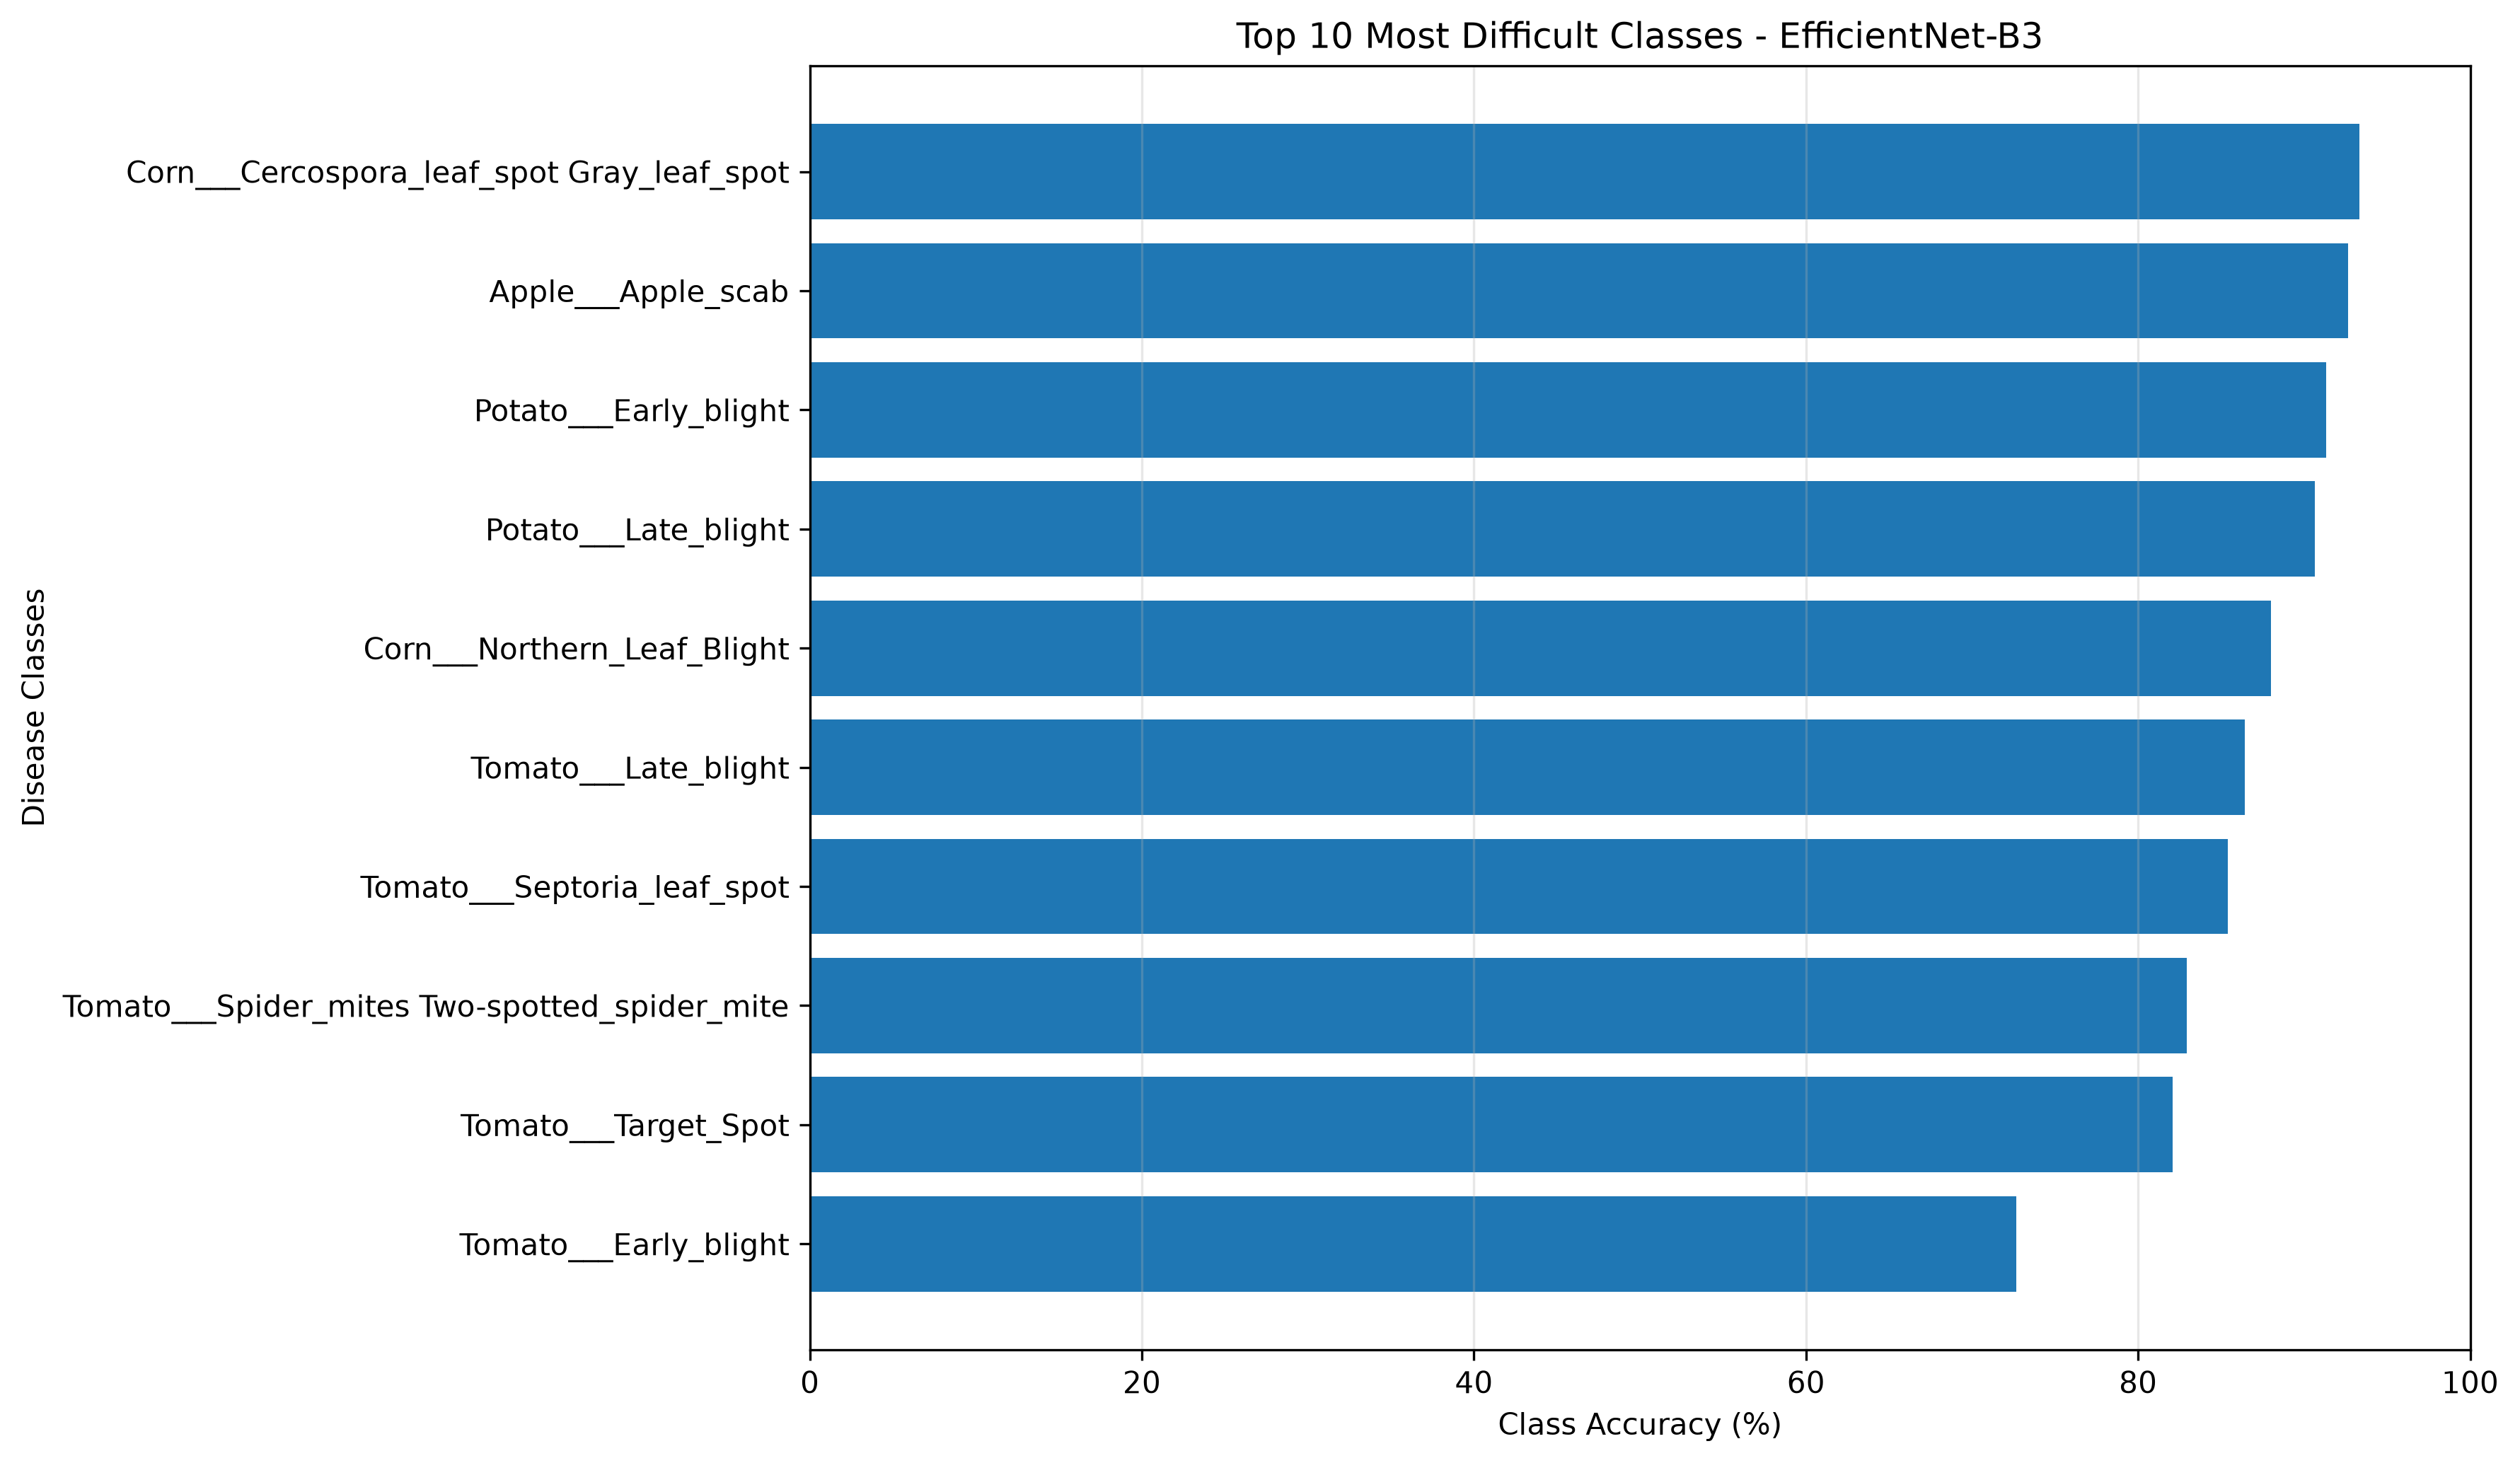 Top 10 Most Difficult Classes - EfficientNet-B3
Disease Classes
Corn___Cercospora_leaf_spot Gray_leaf_spot
Apple___Apple_scab
Potato___Early_blight
Potato___Late_blight
Corn___Northern_Leaf_Blight
Tomato___Late_blight
Tomato___Septoria_leaf_spot
Tomato___Spider_mites Two-spotted_spider_mite
Tomato___Target_Spot
Tomato___Early_blight
0 20 40 60 80 100
Class Accuracy (%)